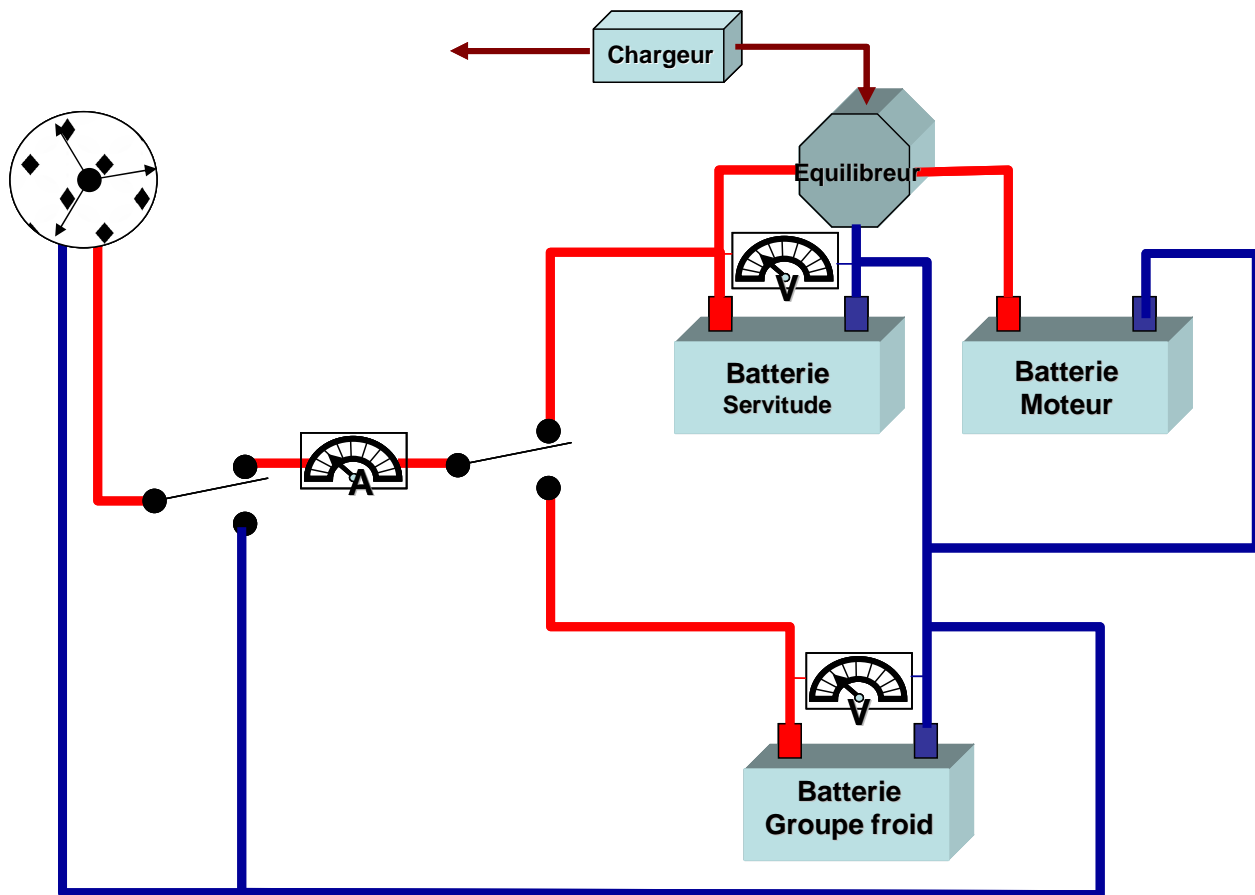 Chargeur
Equilibreur
V
Batterie
Servitude
Batterie
Moteur
A
V
Batterie
Groupe froid